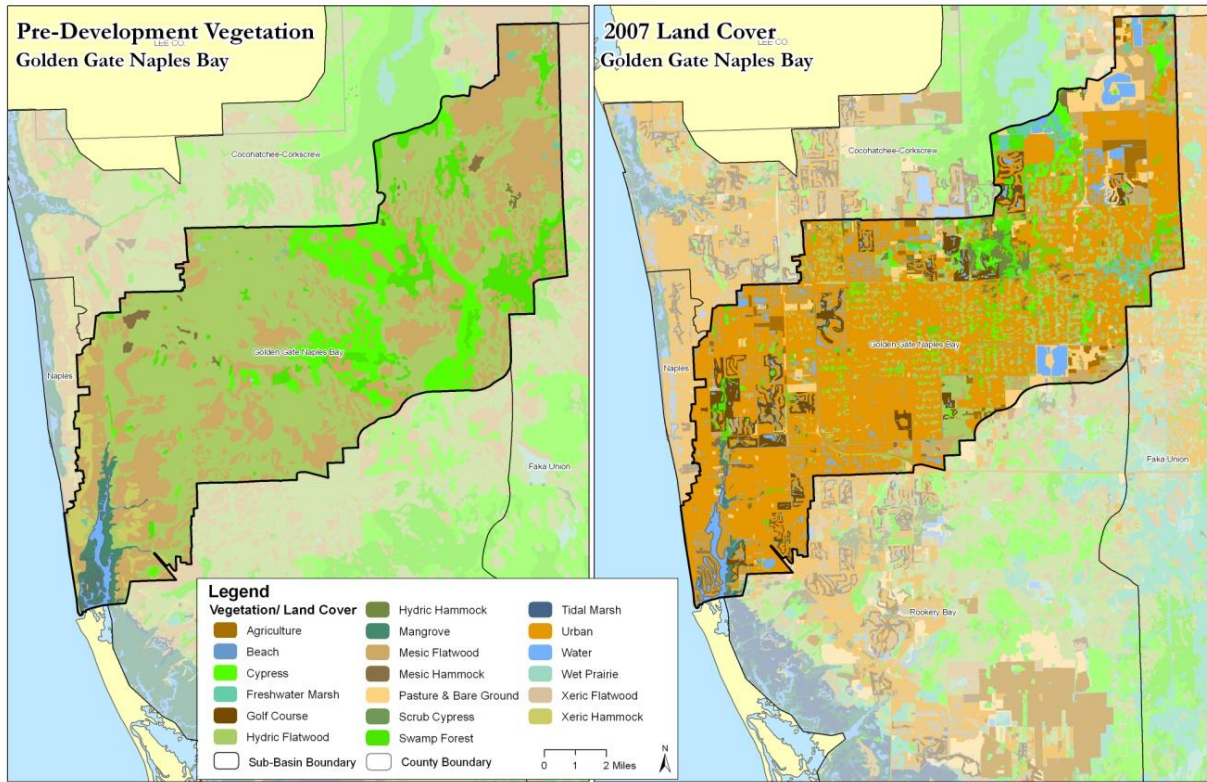 Pre-Development Vegetation
LEE CO.
Golden Gate Naples Bay
Cocohatchee-Corkscrew
Golden Gate Naples Bay
Naples
Faka Union
2007 Land Cover
LEE CO.
Golden Gate Naples Bay
Cocohatchee-Corkscrew
Golden Gate Naples Bay
Naples
Faka Union
Rookery Bay
Legend
Vegetation/ Land Cover
Agriculture
Beach
Cypress
Freshwater Marsh
Golf Course
Hydric Flatwood
Hydric Hammock
Mangrove
Mesic Flatwood
Mesic Hammock
Pasture & Bare Ground
Scrub Cypress
Swamp Forest
Tidal Marsh
Urban
Water
Wet Prairie
Xeric Flatwood
Xeric Hammock
Sub-Basin Boundary
County Boundary
0 1 2 Miles
N